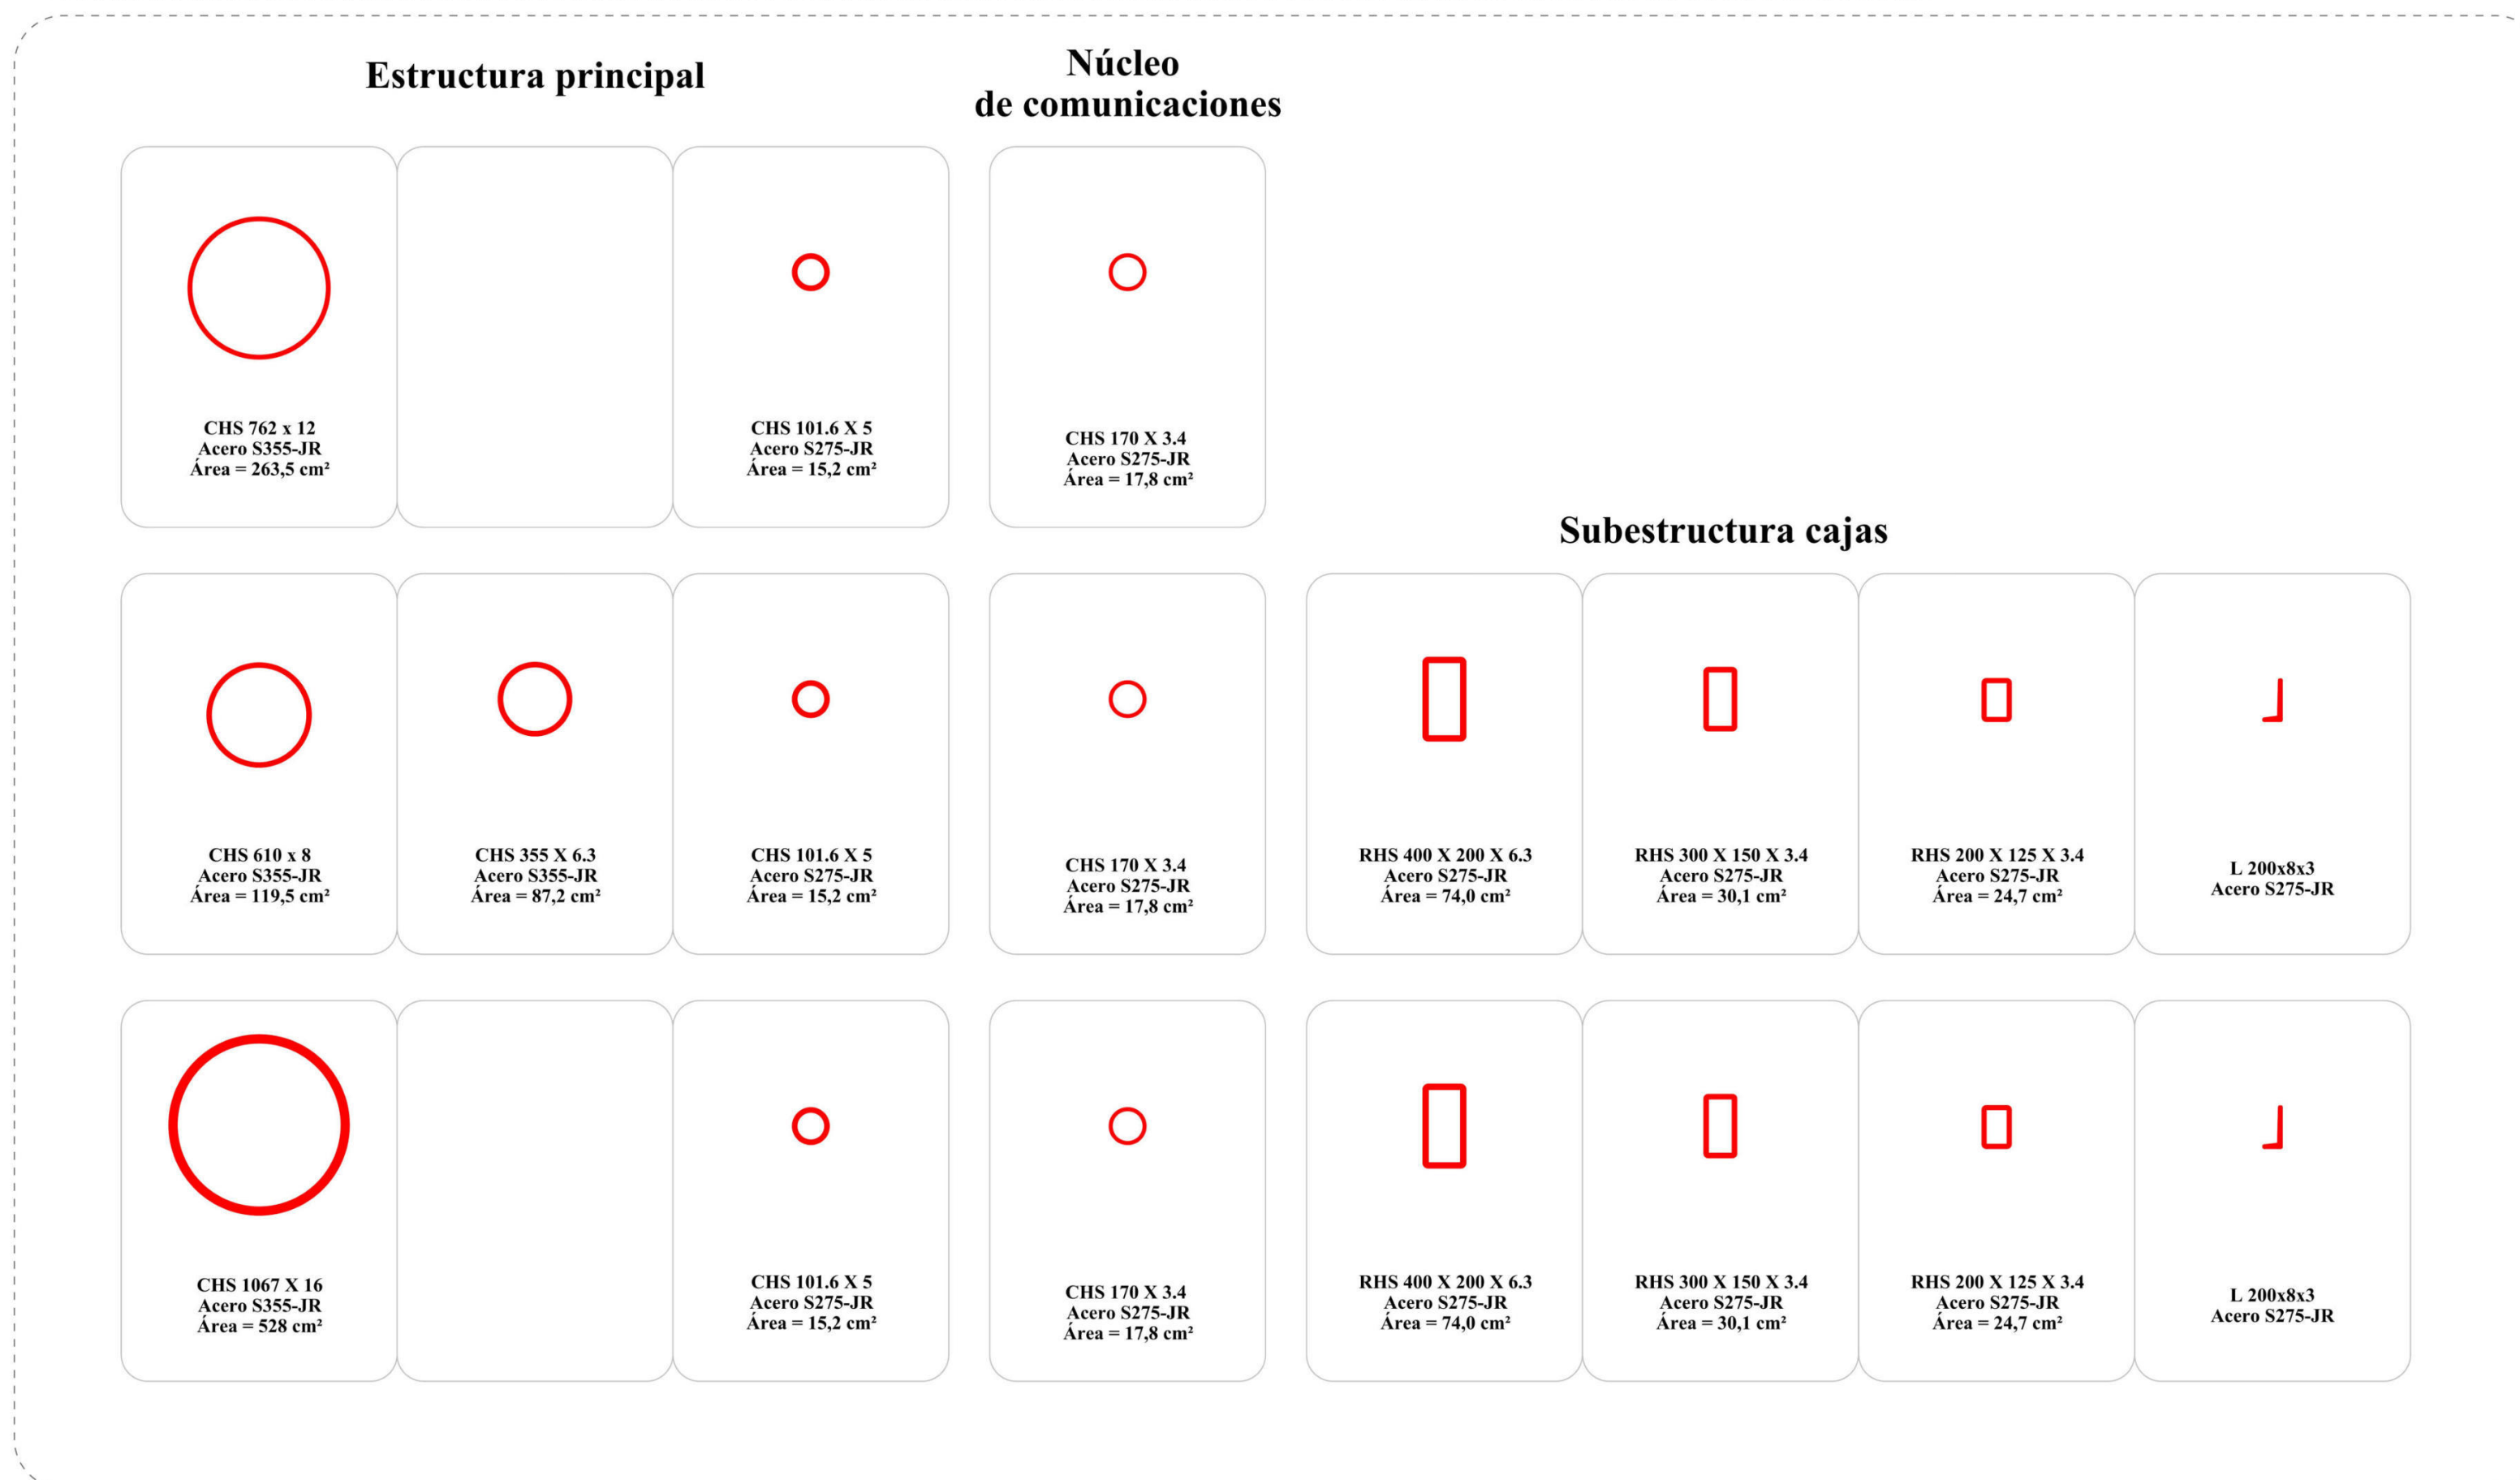 Estructura principal
Núcleo
de comunicaciones
CHS 762 x 12
Acero S355-JR
Área = 263,5 cm²
CHS 101.6 X 5
Acero S275-JR
Área = 15,2 cm²
CHS 170 X 3.4
Acero S275-JR
Área = 17,8 cm²
Subestructura cajas
CHS 610 x 8
Acero S355-JR
Área = 119,5 cm²
CHS 355 X 6.3
Acero S355-JR
Área = 87,2 cm²
CHS 101.6 X 5
Acero S275-JR
Área = 15,2 cm²
CHS 170 X 3.4
Acero S275-JR
Área = 17,8 cm²
RHS 400 X 200 X 6.3
Acero S275-JR
Área = 74,0 cm²
RHS 300 X 150 X 3.4
Acero S275-JR
Área = 30,1 cm²
RHS 200 X 125 X 3.4
Acero S275-JR
Área = 24,7 cm²
L 200x8x3
Acero S275-JR
CHS 1067 X 16
Acero S355-JR
Área = 528 cm²
CHS 101.6 X 5
Acero S275-JR
Área = 15,2 cm²
CHS 170 X 3.4
Acero S275-JR
Área = 17,8 cm²
RHS 400 X 200 X 6.3
Acero S275-JR
Área = 74,0 cm²
RHS 300 X 150 X 3.4
Acero S275-JR
Área = 30,1 cm²
RHS 200 X 125 X 3.4
Acero S275-JR
Área = 24,7 cm²
L 200x8x3
Acero S275-JR